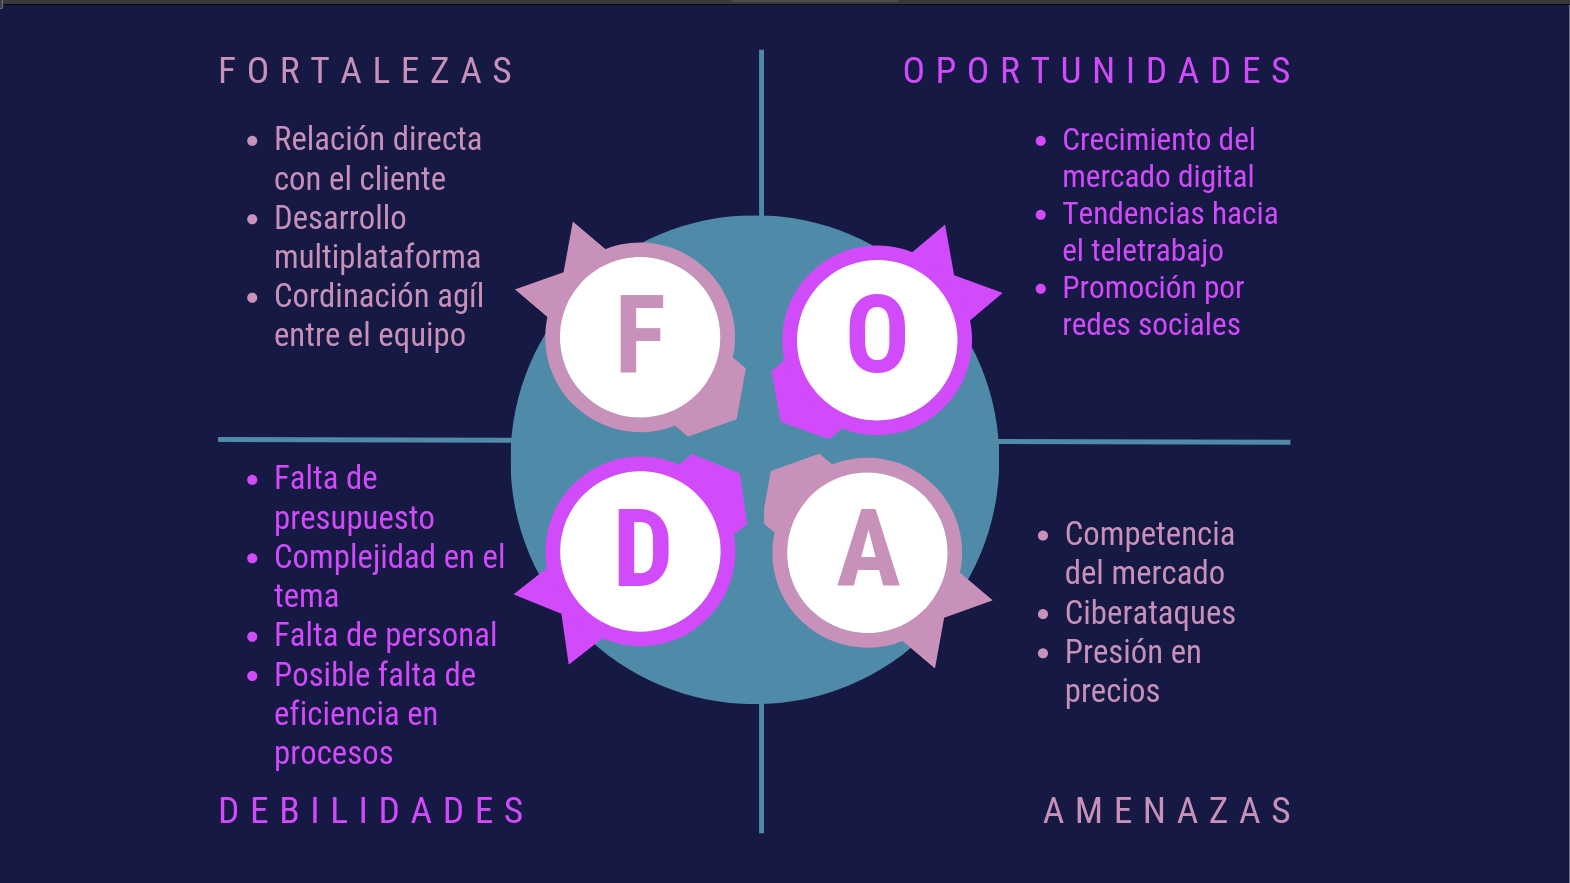 FORTALEZAS
• Relación directa
con el cliente
• Desarrollo
multiplataforma
• Cordinación agíl
entre el equipo
OPORTUNIDADES
• Crecimiento del
mercado digital
• Tendencias hacia
el teletrabajo
• Promoción por
redes sociales
F
O
D
A
• Falta de
presupuesto
• Complejidad en el
tema
• Falta de personal
• Posible falta de
eficiencia en
procesos
DEBILIDADES
• Competencia
del mercado
• Ciberataques
• Presión en
precios
AMENAZAS